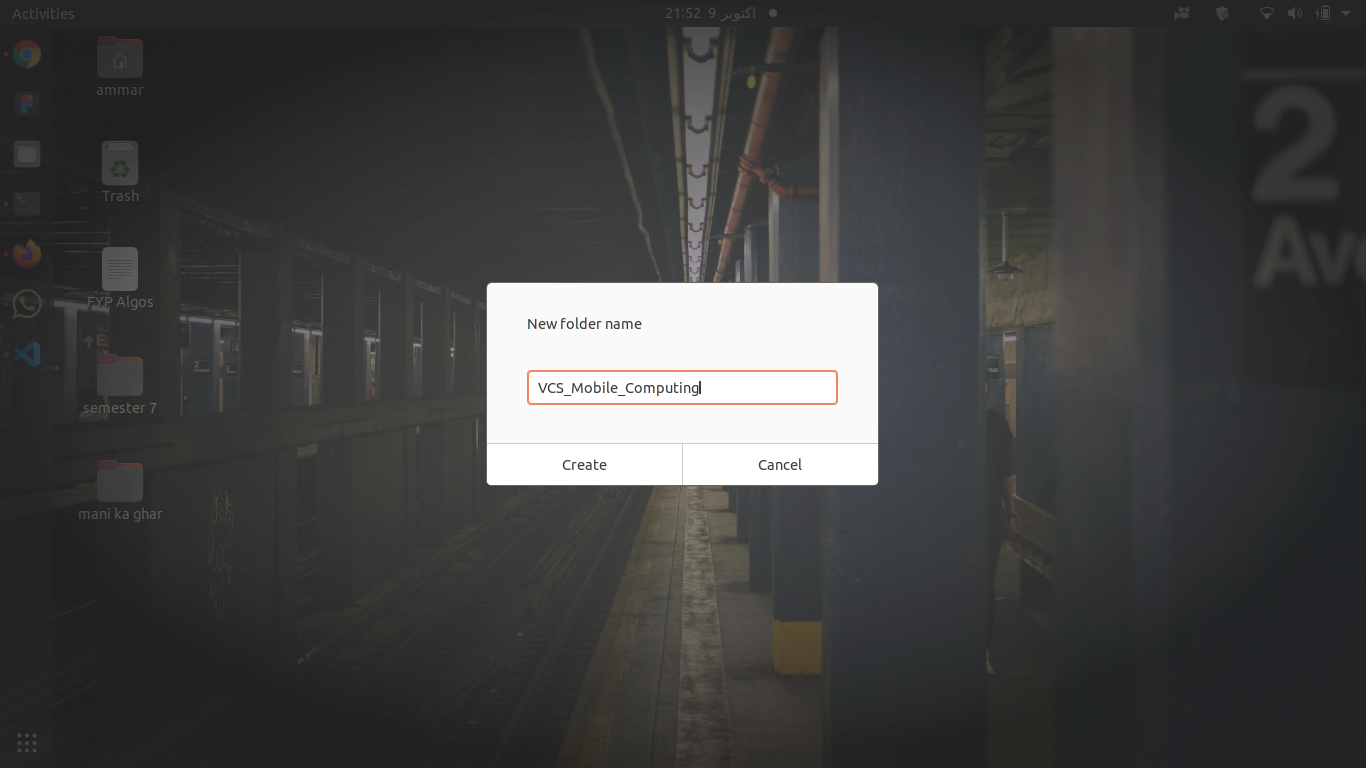 Activities
21:52 9 اکتوبر
ammar
Trash
FYP Algos
semester 7
mani ka ghar
New folder name
VCS_Mobile_Computing
Create
Cancel
2
Ave
↑E